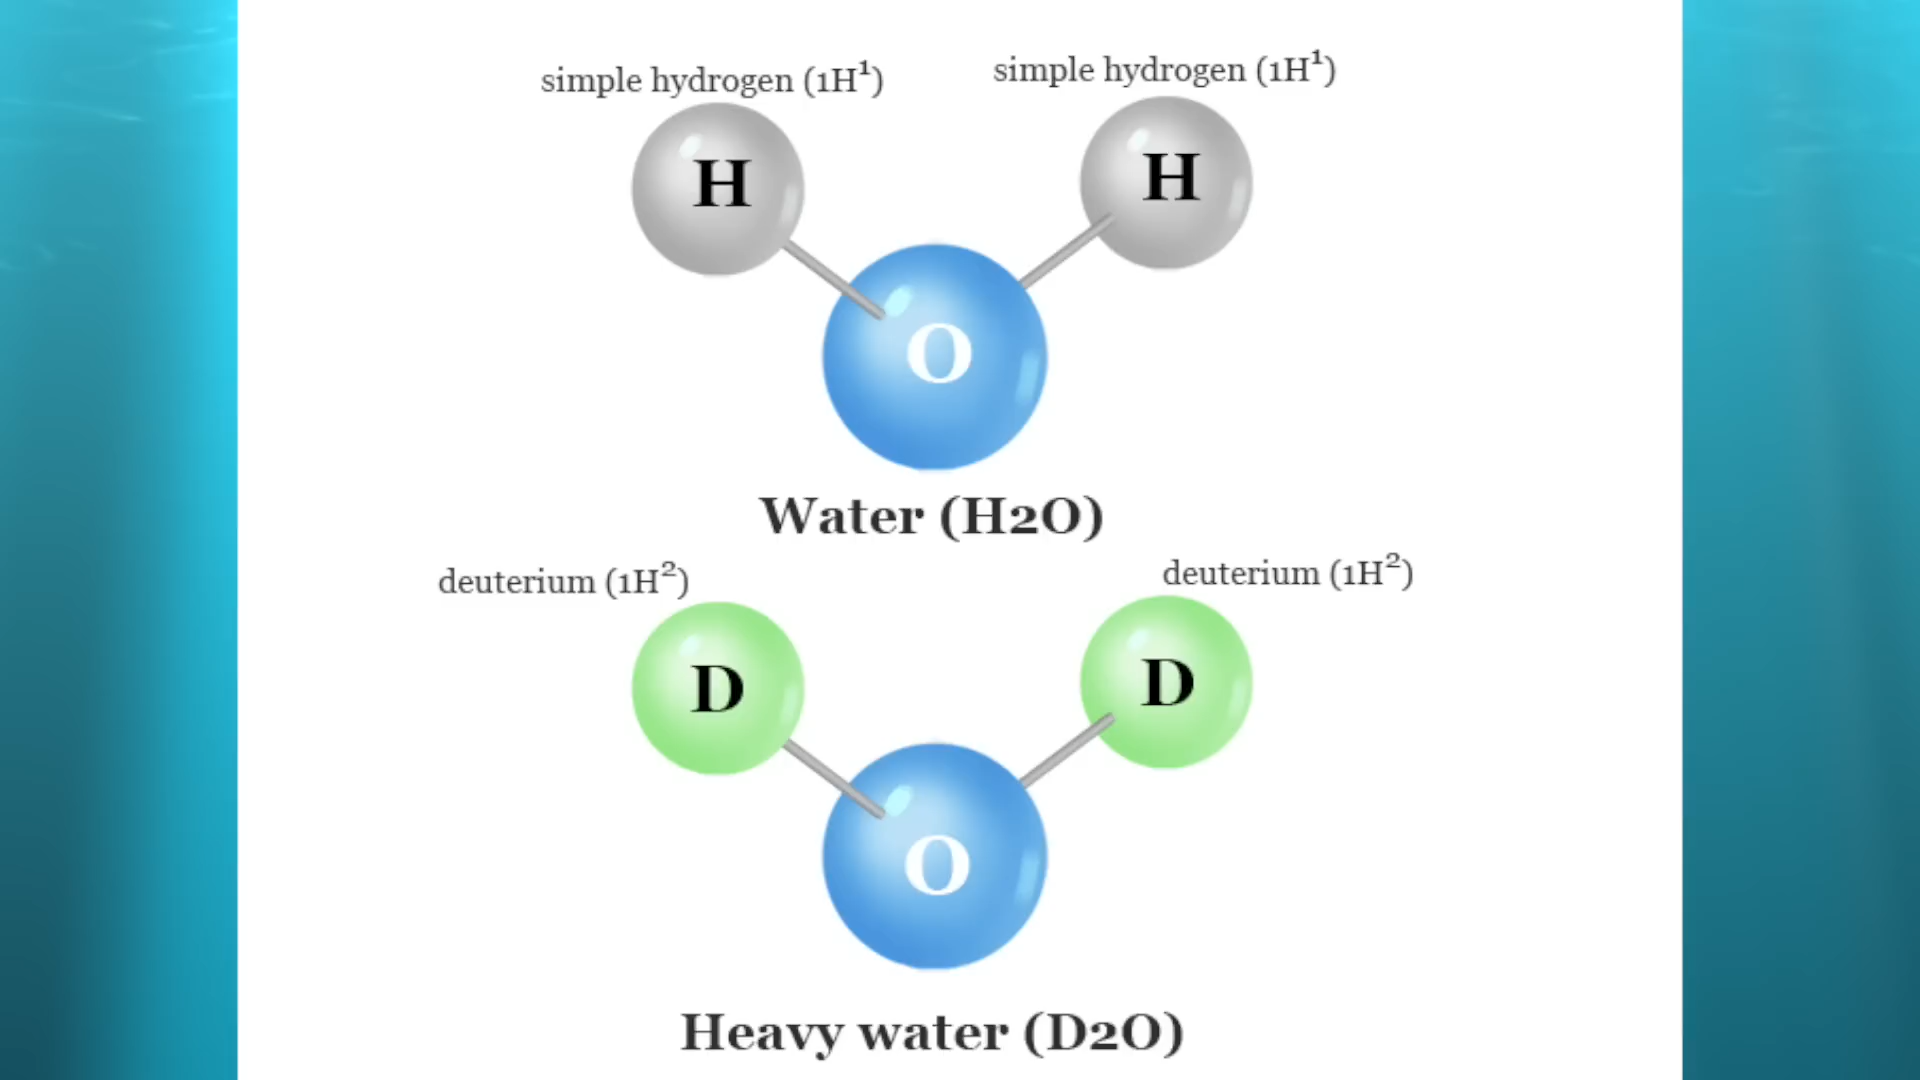 simple hydrogen (1H¹)
simple hydrogen (1H¹)
H
H
O
Water (H2O)
deuterium (1H²)
deuterium (1H²)
D
D
O
Heavy water (D2O)